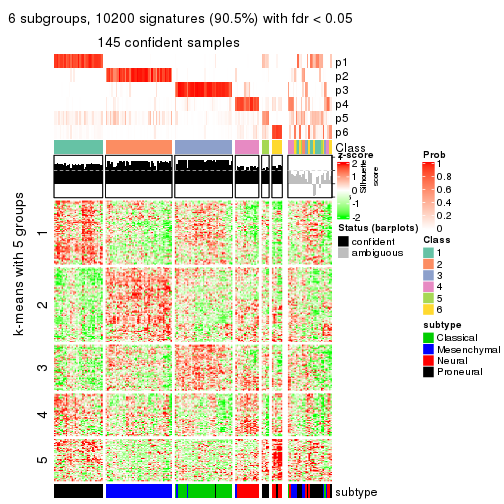 6 subgroups, 10200 signatures (90.5%) with fdr < 0.05
145 confident samples
p1
p2
p3
p4
p5
p6
Class
z-score
2
1
0
-1
-2
Silhouette
score
Prob
1
0.8
0.6
0.4
0.2
0
Status (barplots)
confident
ambiguous
Class
1
2
3
4
5
6
subtype
Classical
Mesenchymal
Neural
Proneural
k-means with 5 groups
1
2
3
4
5
subtype